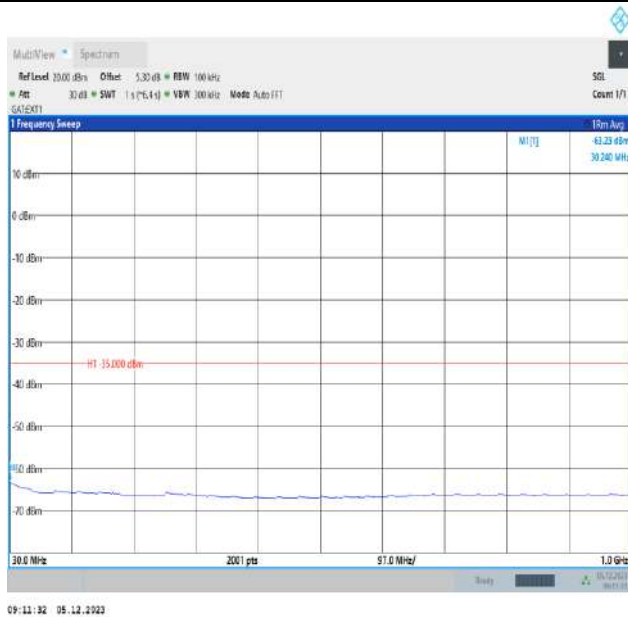 MultiView Spectrum
Ref Level 20.00 dBm Offset 5.30 dB RBW 100 kHz SGL
Att 30 dB SWT 1 s (~6.4 s) VBW 300 kHz Mode Auto FFT Count 1/1
GAT:EXT1
1 Frequency Sweep 1Rm Avg
M1[1] -63.23 dBm
30.240 MHz
10 dBm
0 dBm
-10 dBm
-20 dBm
-30 dBm
H1 -35.000 dBm
-40 dBm
-50 dBm
-60 dBm
-70 dBm
30.0 MHz 2001 pts 97.0 MHz/ 1.0 GHz
Ready 05.12.2023
09:11:32 05.12.2023